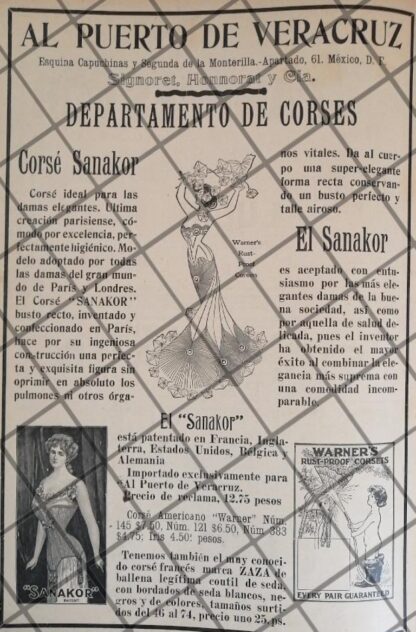 AL PUERTO DE VERACRUZ
Esquina Capuchinas y Segunda de la Monterilla.-Apartado, 61. México, D. F.
Signoret, Honnorat y Cía.
DEPARTAMENTO DE CORSES
Corsé Sanakor
Corsé ideal para las
damas elegantes. Última
creación parisiense, có-
modo por excelencia, per-
fectamente higiénico. Mo-
delo adoptado por todas
las damas del gran mundo
de París y Londres.
El Corsé "SANAKOR"
busto recto, inventado y
confeccionado en París,
hace por su ingeniosa
construcción una perfec-
ta y exquisita figura sin
oprimir en absoluto los
pulmones ni otros órga-
Warner's
Rust-
Proof
Corsets
nos vitales. Da al cuer-
po una super-elegante
forma recta conservan-
do un busto perfecto y
talle airoso.
El Sanakor
es aceptado con entu-
siasmo por las más ele-
gantes damas de la bue-
na sociedad, así como
por aquella de salud de-
licada, pues el inventor
ha obtenido el mayor
éxito al combinar la ele-
gancia más suprema con
una comodidad incom-
parable.
El "Sanakor"
está patentado en Francia, Ingla-
terra, Estados Unidos, Bélgica y
Alemania
Importado exclusivamente para
"Al Puerto de Veracruz.
Precio de reclama, 12.75 pesos
Corsé Americano "Warner" Núm.
145 $7.50, Núm. 121 $6.50, Núm. 383
$4.75; Iris 4.50: pesos.
Tenemos también el muy conoci-
do corsé francés marca ZAZA de
ballena legítima coutil de seda,
con bordados de seda blancos, ne-
gros y de colores, tamaños surti-
dos del 46 al 74, precio uno 25. ps.
"SANAKOR"
PATENT
WARNER'S
RUST-PROOF CORSETS
EVERY PAIR GUARANTEED